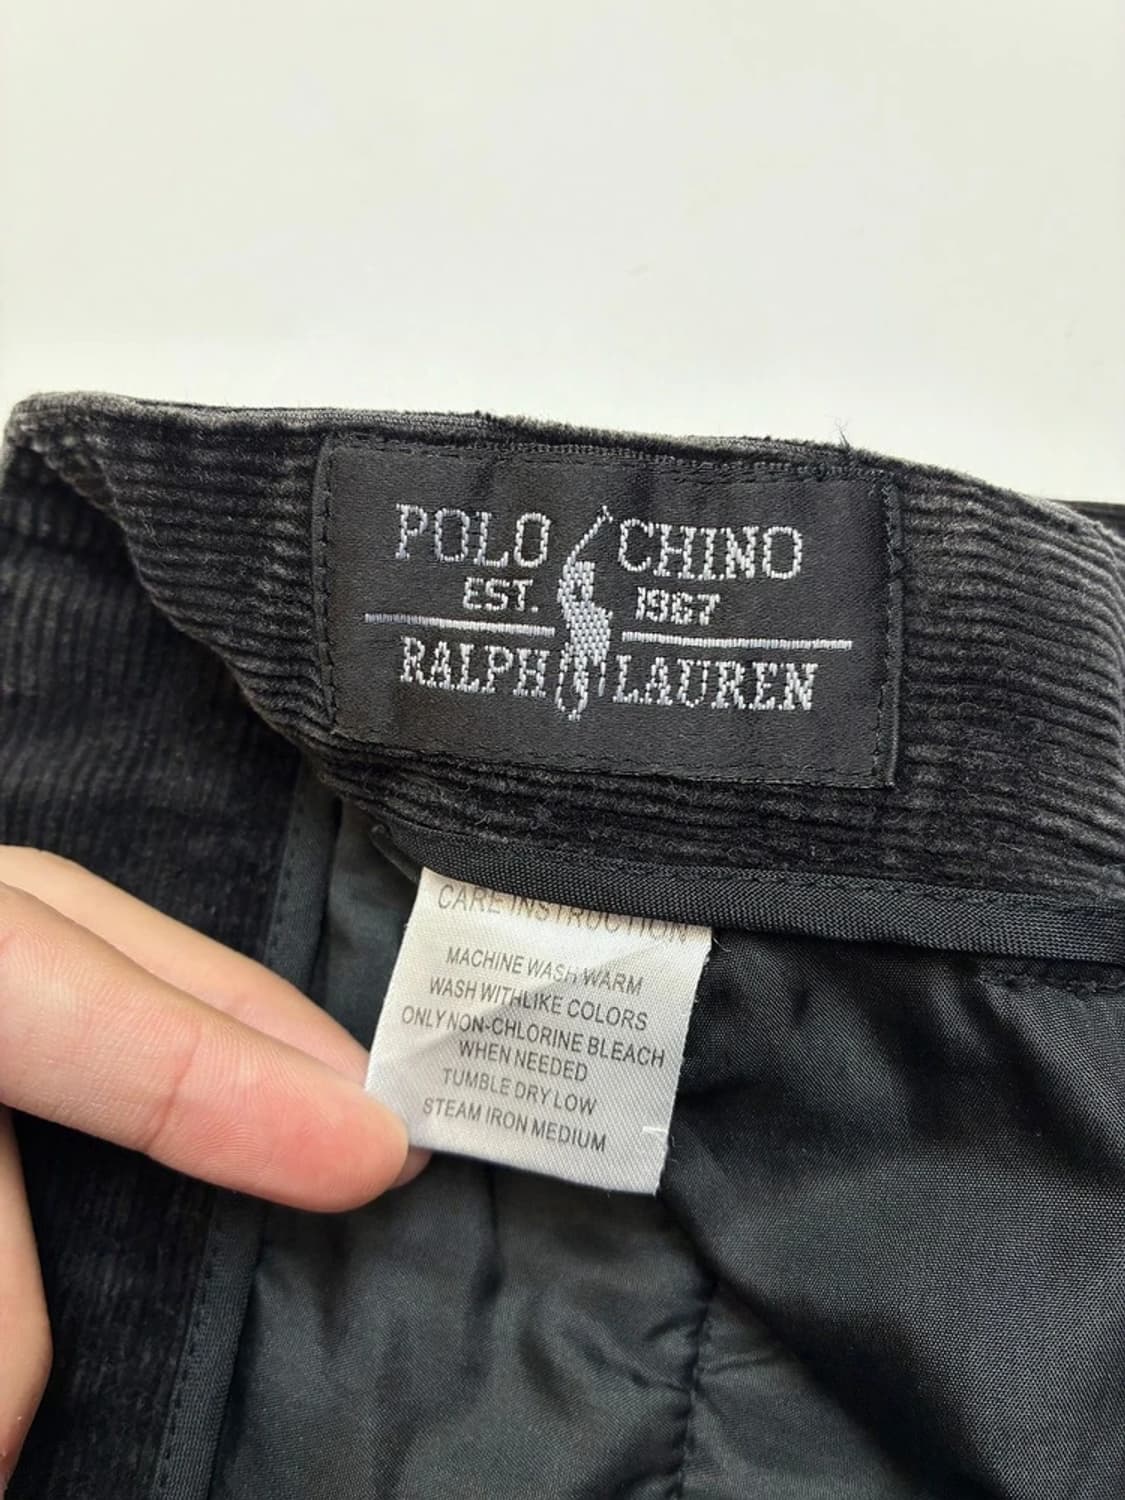 POLO CHINO
EST. 1967
RALPH LAUREN
CARE INSTRUCTION
MACHINE WASH WARM
WASH WITHLIKE COLORS
ONLY NON-CHLORINE BLEACH
WHEN NEEDED
TUMBLE DRY LOW
STEAM IRON MEDIUM